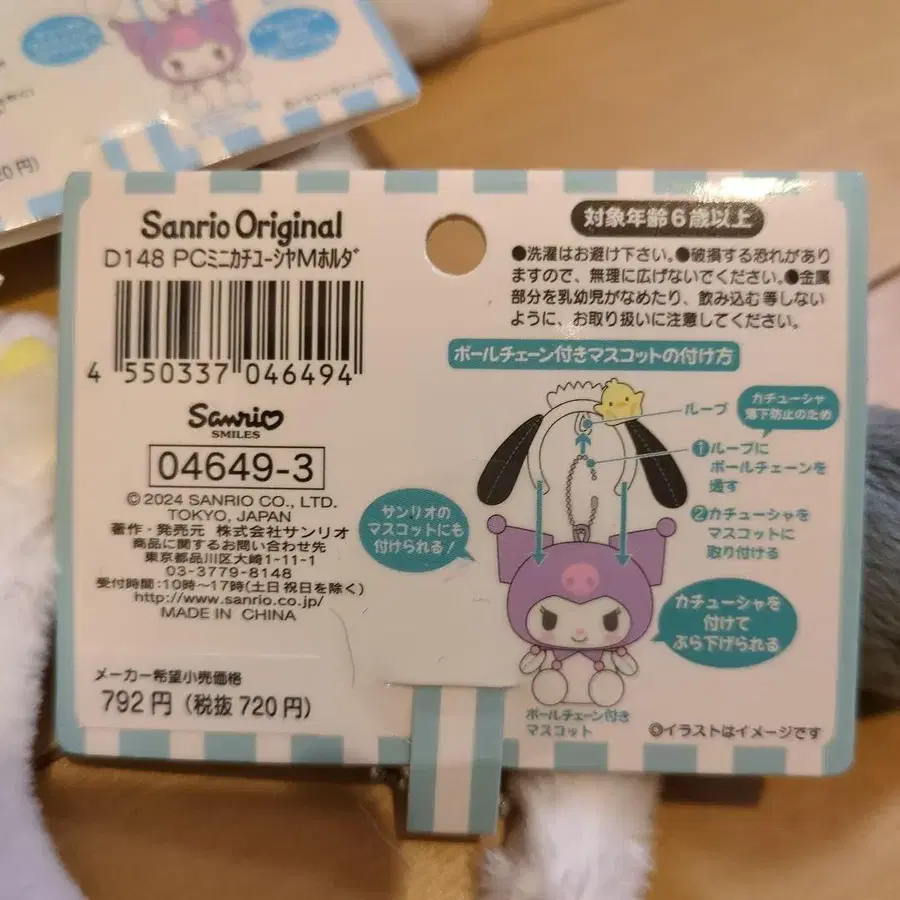 20円)
Sanrio Original
D148 PCミニカチューシャMホルダ
4 550337 046494
Sanrio
SMILES
04649-3
© 2024 SANRIO CO., LTD.
TOKYO, JAPAN
著作・発売元 株式会社サンリオ
商品に関するお問い合わせ先
東京都品川区大崎1-11-1
03-3779-8148
受付時間:10時〜17時(土日祝日を除く)
http://www.sanrio.co.jp/
MADE IN CHINA
メーカー希望小売価格
792円(税抜720円)
対象年齢6歳以上
●洗濯はお避け下さい。●破損する恐れがあり
ますので、無理に広げないでください。●金属
部分を乳幼児がなめたり、飲み込む等しない
ように、お取り扱いに注意してください。
ボールチェーン付きマスコットの付け方
ループ
カチューシャ
落下防止のため
①ループに
ボールチェーンを
通す
②カチューシャを
マスコットに
取り付ける
サンリオの
マスコットにも
付けられる!
カチューシャを
付けて
ぶら下げられる
ボールチェーン付き
マスコット
◎イラストはイメージです